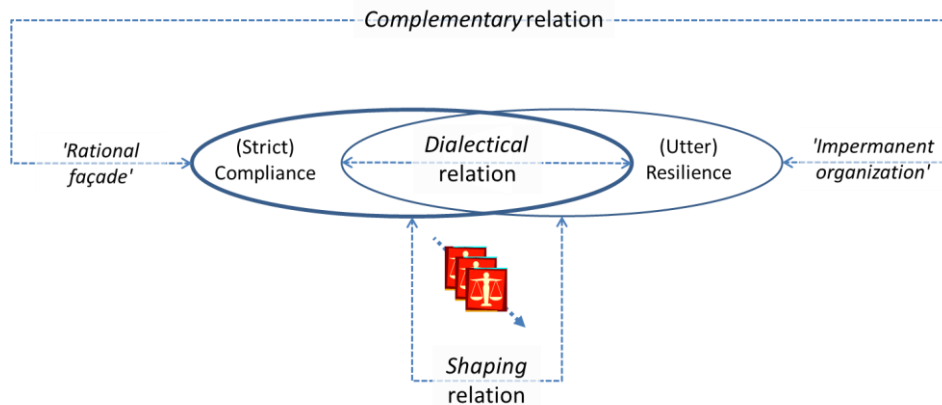 Complementary relation
'Rational
façade'
(Strict)
Compliance
Dialectical
relation
(Utter)
Resilience
'Impermanent
organization'
Shaping
relation